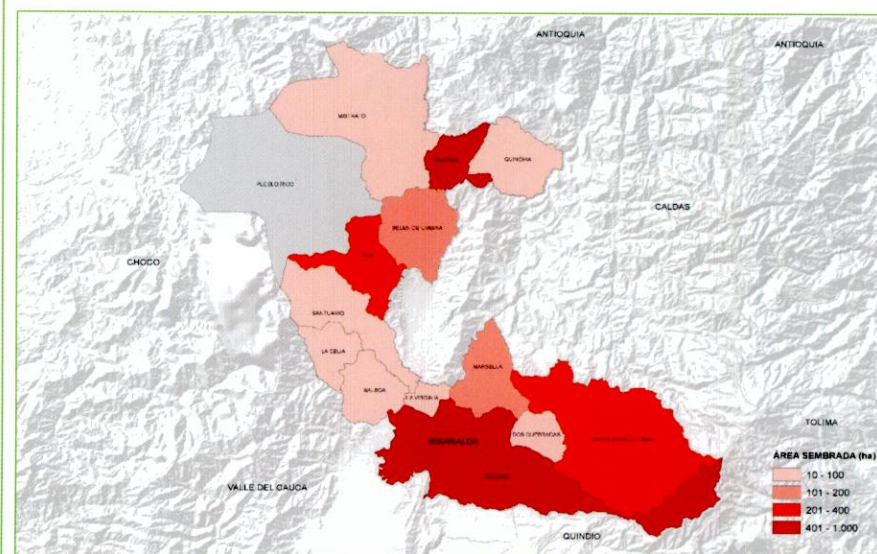 ANTIOQUIA
ANTIOQUIA
MISTRATO
QUINCHIA
PUEBLO RICO
CALDAS
BELEN DE UMBRIA
CHOCO
SANTUARIO
LA CELIA
MARSELLA
BALBOA
LA VIRGINIA
TOLIMA
RISARALDA
DOS QUEBRADAS
ÁREA SEMBRADA (ha)
10 - 100
VALLE DEL CAUCA
101 - 200
201 - 400
401 - 1.000
QUINDIO